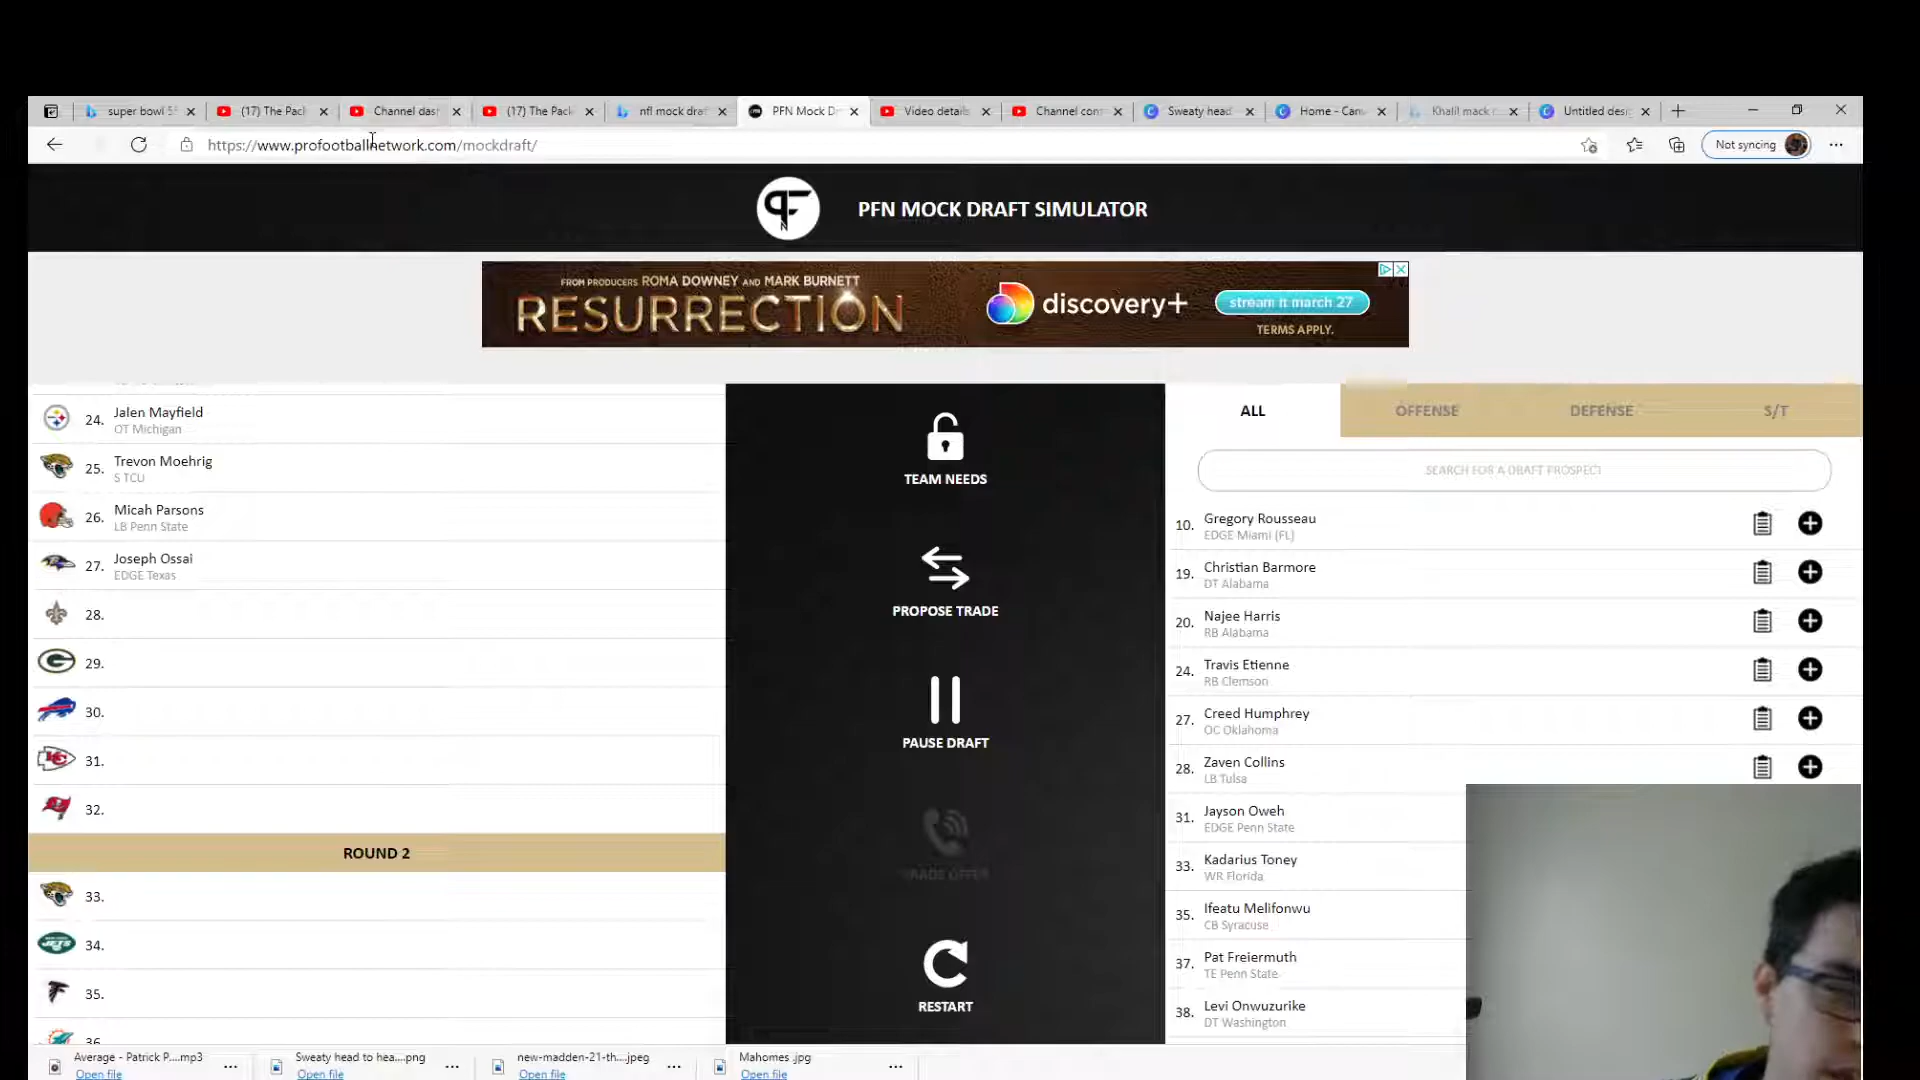 super bowl 5
(17) The Pack
Channel das
(17) The Pack
nfl mock draf
PFN Mock Dr
Video details
Channel con
Sweaty head
Home - Can
Khalil mack
Untitled desi
https://www.profootballnetwork.com/mockdraft/
Not syncing
PFN MOCK DRAFT SIMULATOR
FROM PRODUCERS ROMA DOWNEY AND MARK BURNETT
RESURRECTION
discovery+
stream it march 27
TERMS APPLY.
24. Jalen Mayfield
OT Michigan
25. Trevon Moehrig
S TCU
26. Micah Parsons
LB Penn State
27. Joseph Ossai
EDGE Texas
28.
29.
30.
31.
32.
ROUND 2
33.
34.
35.
36.
TEAM NEEDS
PROPOSE TRADE
PAUSE DRAFT
TRADE OFFER
RESTART
ALL
OFFENSE
DEFENSE
S/T
SEARCH FOR A DRAFT PROSPECT
10. Gregory Rousseau
EDGE Miami (FL)
19. Christian Barmore
DT Alabama
20. Najee Harris
RB Alabama
24. Travis Etienne
RB Clemson
27. Creed Humphrey
OC Oklahoma
28. Zaven Collins
LB Tulsa
31. Jayson Oweh
EDGE Penn State
33. Kadarius Toney
WR Florida
35. Ifeatu Melifonwu
CB Syracuse
37. Pat Freiermuth
TE Penn State
38. Levi Onwuzurike
DT Washington
Average - Patrick P....mp3
Open file
Sweaty head to hea....png
Open file
new-madden-21-th....jpeg
Open file
Mahomes .jpg
Open file